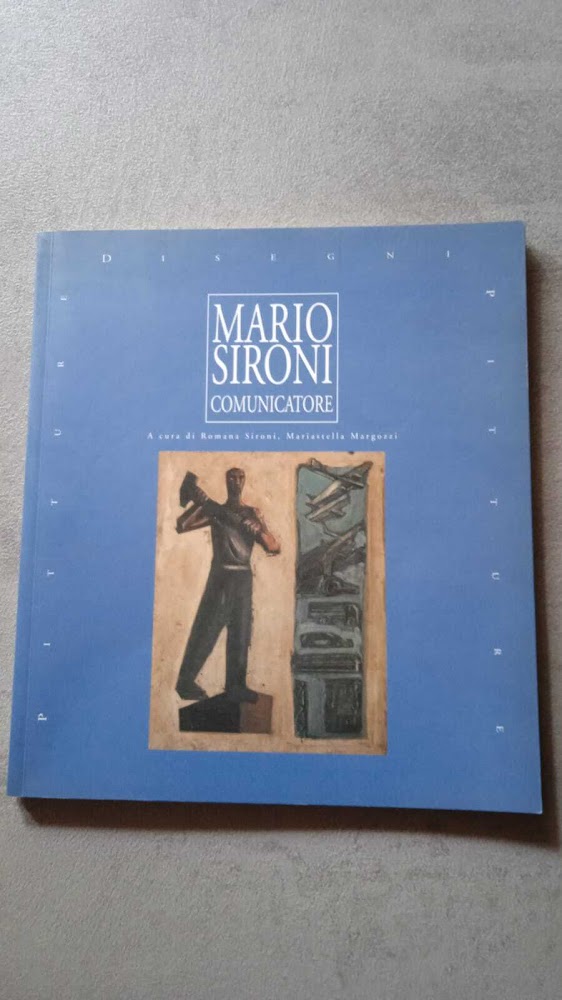 DISEGNI
PITTURE
PITTURE
MARIO
SIRONI
COMUNICATORE
A cura di Romana Sironi, Mariastella Margozzi